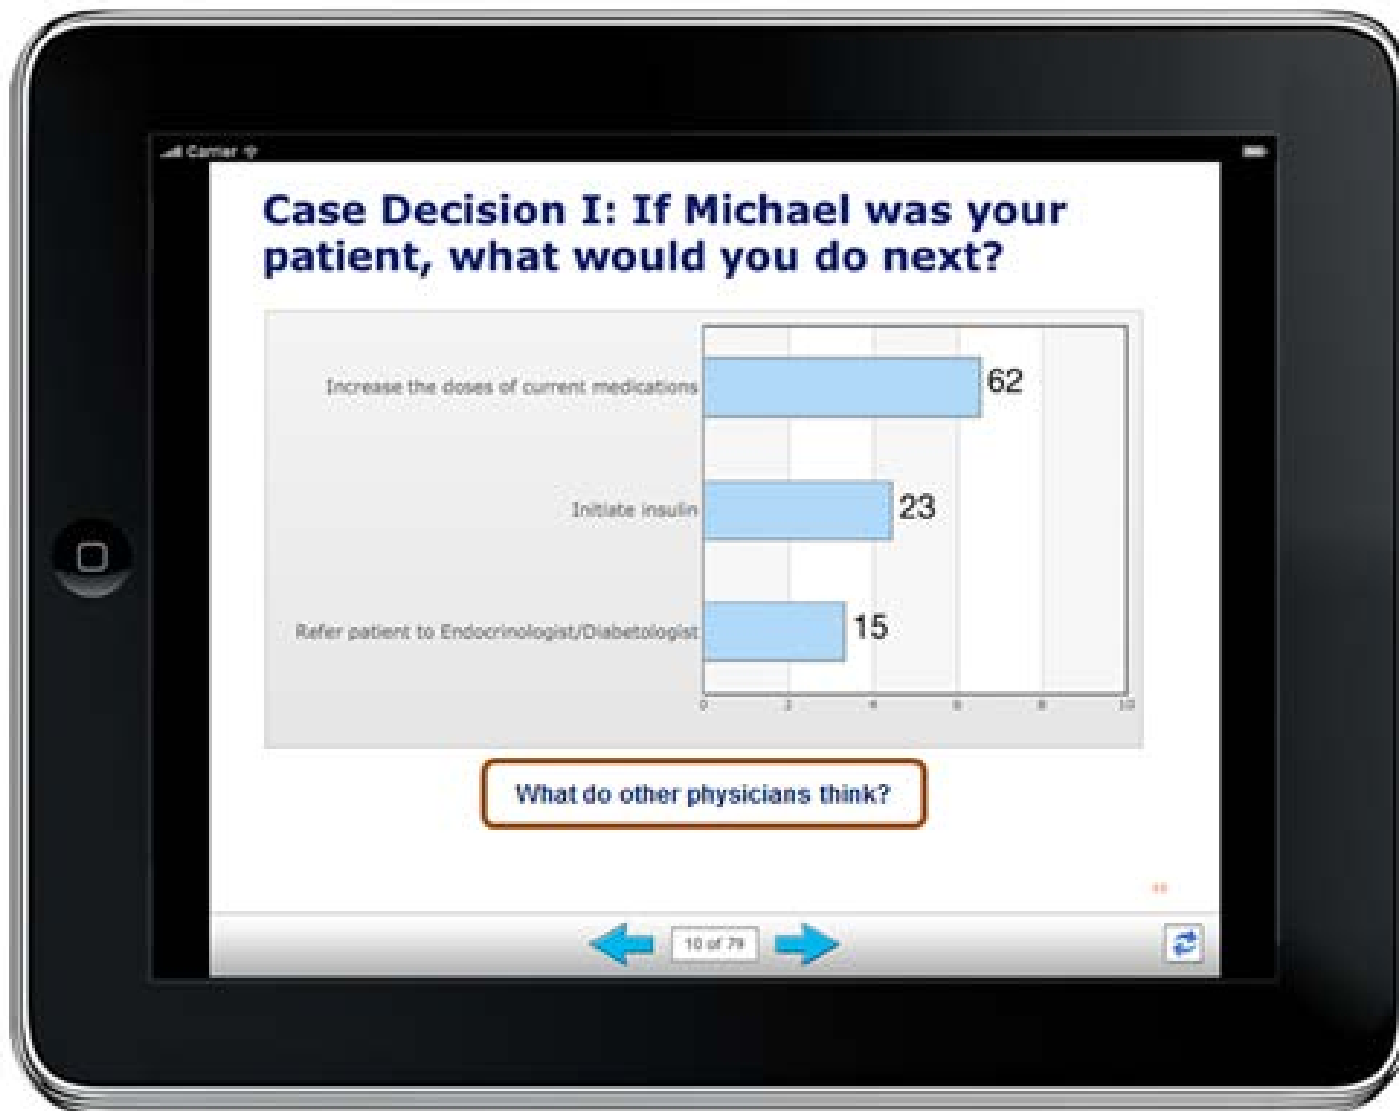 Carrier
Case Decision I: If Michael was your
patient, what would you do next?
Increase the doses of current medications
62
Initiate insulin
23
Refer patient to Endocrinologist/Diabetologist
15
0 2 4 6 8 10
What do other physicians think?
10 of 79